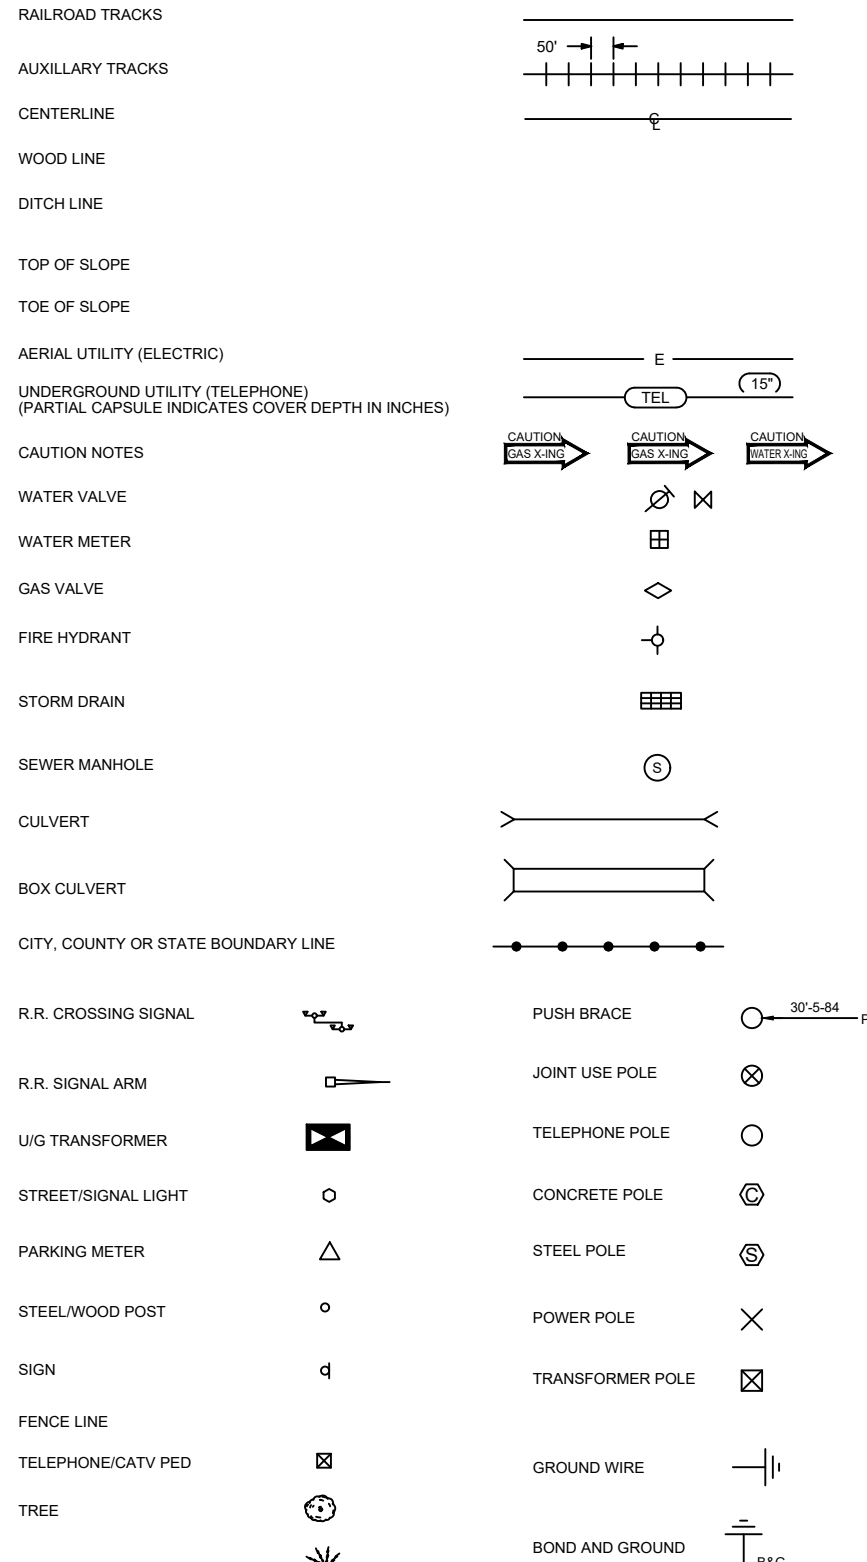 RAILROAD TRACKS
50'
AUXILLARY TRACKS
CENTERLINE
CL
WOOD LINE
DITCH LINE
TOP OF SLOPE
TOE OF SLOPE
AERIAL UTILITY (ELECTRIC)
E
UNDERGROUND UTILITY (TELEPHONE)
(PARTIAL CAPSULE INDICATES COVER DEPTH IN INCHES)
TEL
15"
CAUTION NOTES
CAUTION
GAS X-ING
CAUTION
GAS X-ING
CAUTION
WATER X-ING
WATER VALVE
WATER METER
GAS VALVE
FIRE HYDRANT
STORM DRAIN
SEWER MANHOLE
S
CULVERT
BOX CULVERT
CITY, COUNTY OR STATE BOUNDARY LINE
R.R. CROSSING SIGNAL
R.R. SIGNAL ARM
U/G TRANSFORMER
STREET/SIGNAL LIGHT
PARKING METER
STEEL/WOOD POST
SIGN
FENCE LINE
TELEPHONE/CATV PED
TREE
PUSH BRACE
30'-5-84
JOINT USE POLE
TELEPHONE POLE
CONCRETE POLE
C
STEEL POLE
S
POWER POLE
TRANSFORMER POLE
GROUND WIRE
BOND AND GROUND
B&G